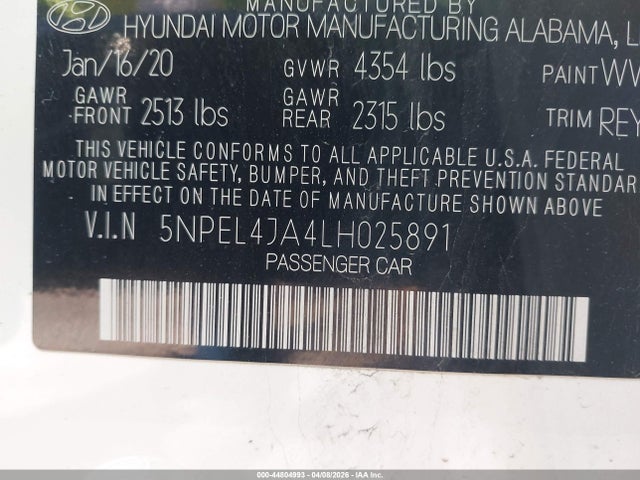 MANUFACTURED BY
HYUNDAI MOTOR MANUFACTURING ALABAMA,
Jan/16/20 GVWR 4354 lbs PAINT WW
GAWR FRONT 2513 lbs GAWR REAR 2315 lbs TRIM REY
THIS VEHICLE CONFORMS TO ALL APPLICABLE U.S.A. FEDERAL
MOTOR VEHICLE SAFETY, BUMPER, AND THEFT PREVENTION STANDAR
IN EFFECT ON THE DATE OF MANUFACTURE SHOWN ABOVE.
V.I.N 5NPEL4JA4LH025891
PASSENGER CAR
000-44804993 - 04/08/2026 - IAA, Inc.